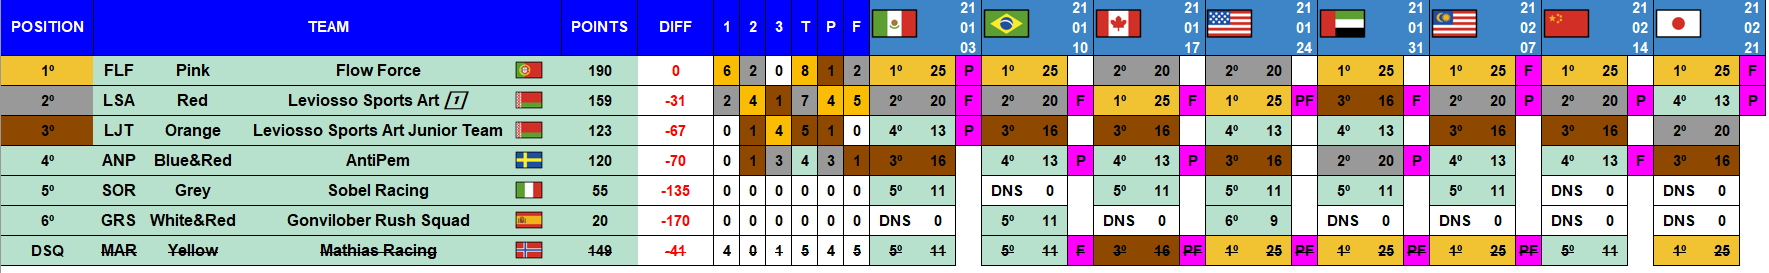 POSITION TEAM POINTS DIFF 1 2 3 T P F 21 01 03 21 01 10 21 01 17 21 01 24 21 01 31 21 02 07 21 02 14 21 02 21
1º FLF Pink Flow Force 190 0 6 2 0 8 1 2 1º 25 P 1º 25 2º 20 2º 20 1º 25 1º 25 F 1º 25 1º 25 F
2º LSA Red Leviosso Sports Art 1 159 -31 2 4 1 7 4 5 2º 20 F 2º 20 F 1º 25 F 1º 25 PF 3º 16 F 2º 20 P 2º 20 P 4º 13 P
3º LJT Orange Leviosso Sports Art Junior Team 123 -67 0 1 4 5 1 0 4º 13 P 3º 16 3º 16 4º 13 4º 13 3º 16 3º 16 2º 20
4º ANP Blue&Red AntiPem 120 -70 0 1 3 4 3 1 3º 16 4º 13 P 4º 13 P 3º 16 2º 20 P 4º 13 4º 13 F 3º 16
5º SOR Grey Sobel Racing 55 -135 0 0 0 0 0 0 5º 11 DNS 0 5º 11 5º 11 5º 11 5º 11 DNS 0 DNS 0
6º GRS White&Red Gonvilober Rush Squad 20 -170 0 0 0 0 0 0 DNS 0 5º 11 DNS 0 6º 9 DNS 0 DNS 0 DNS 0 DNS 0
DSQ MAR Yellow Mathias Racing 149 -41 4 0 1 5 4 5 5º 11 5º 11 F 3º 16 PF 1º 25 PF 1º 25 PF 1º 25 PF 5º 11 1º 25